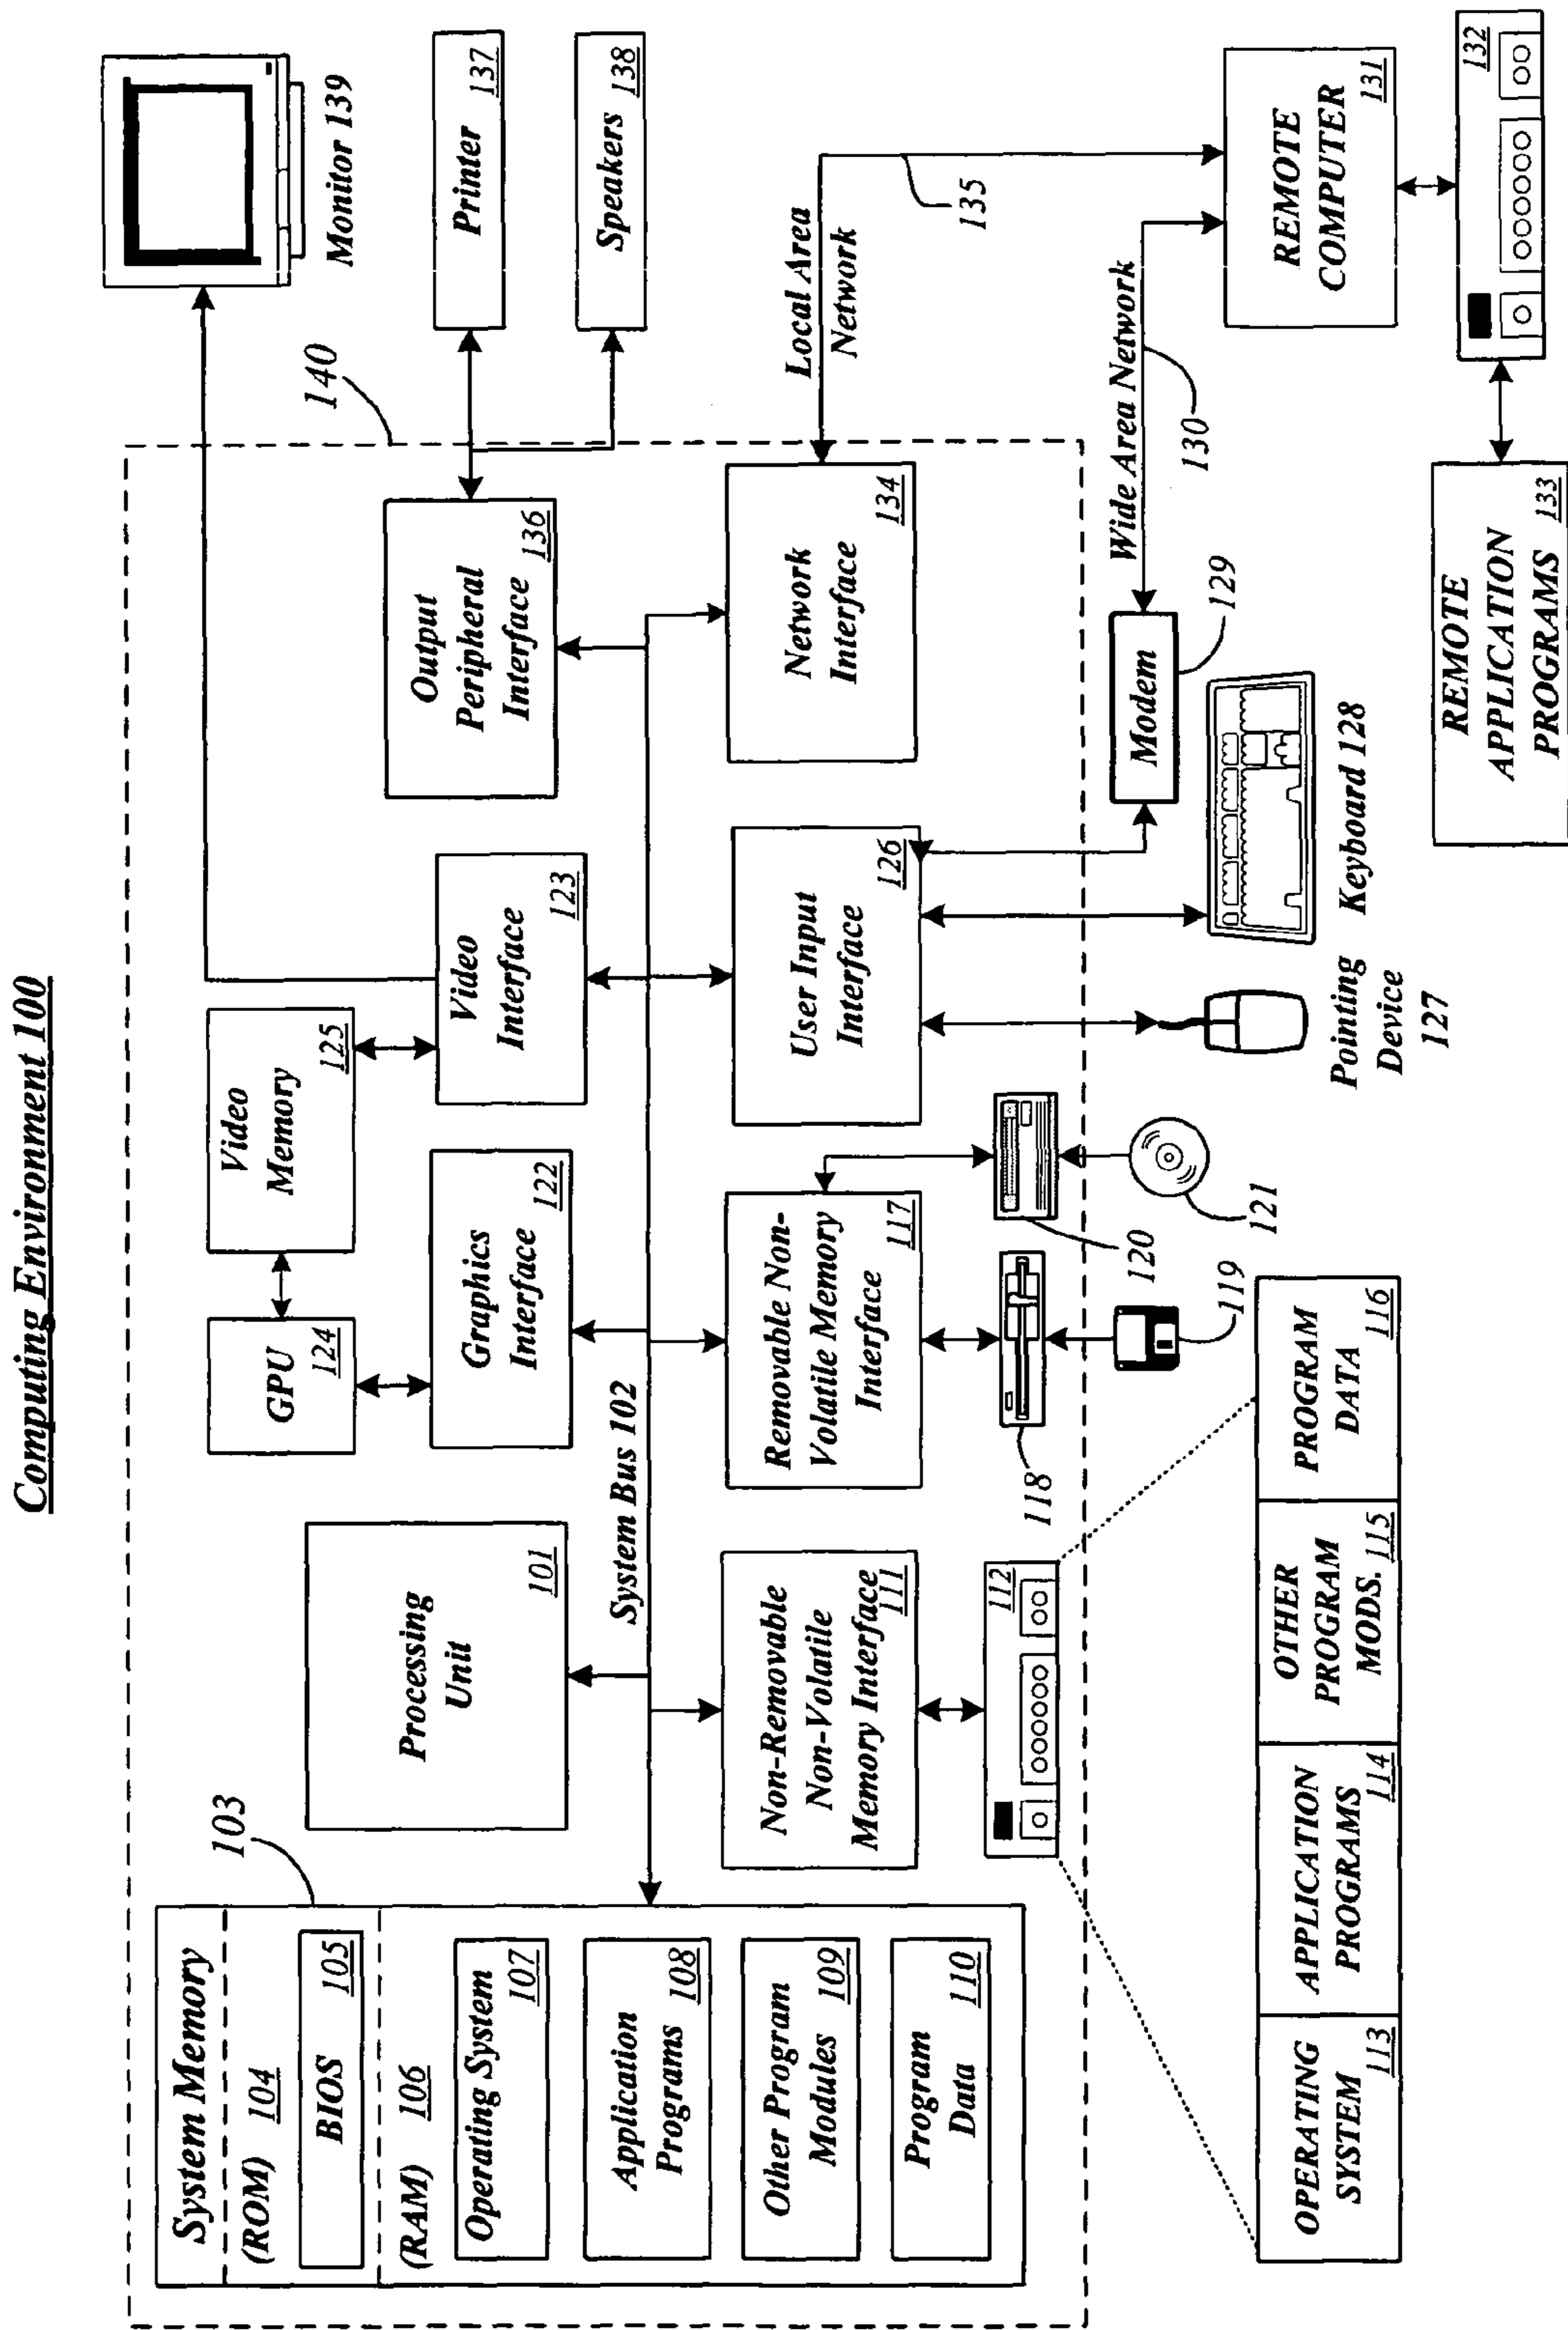 Computing Environment 100
System Memory
(ROM) 104
BIOS 105
(RAM) 106
Operating System
107
Application
Programs 108
Other Program
Modules 109
Program
Data 110
103
Processing
Unit
101
System Bus 102
GPU
124
Video
Memory
125
Graphics
Interface
122
Video
Interface
123
Output
Peripheral
Interface
136
140
Monitor 139
Printer
137
Speakers
138
Non-Removable
Non-Volatile
Memory Interface
111
Removable Non-
Volatile Memory
Interface
117
User Input
Interface
126
Network
Interface
134
Local Area
Network
135
112
118
119
120
121
Pointing
Device
127
Keyboard 128
Modem
129
Wide Area Network
130
REMOTE
COMPUTER
131
132
REMOTE
APPLICATION
PROGRAMS
133
OPERATING
SYSTEM
113
APPLICATION
PROGRAMS
114
OTHER
PROGRAM
MODS.
115
PROGRAM
DATA
116